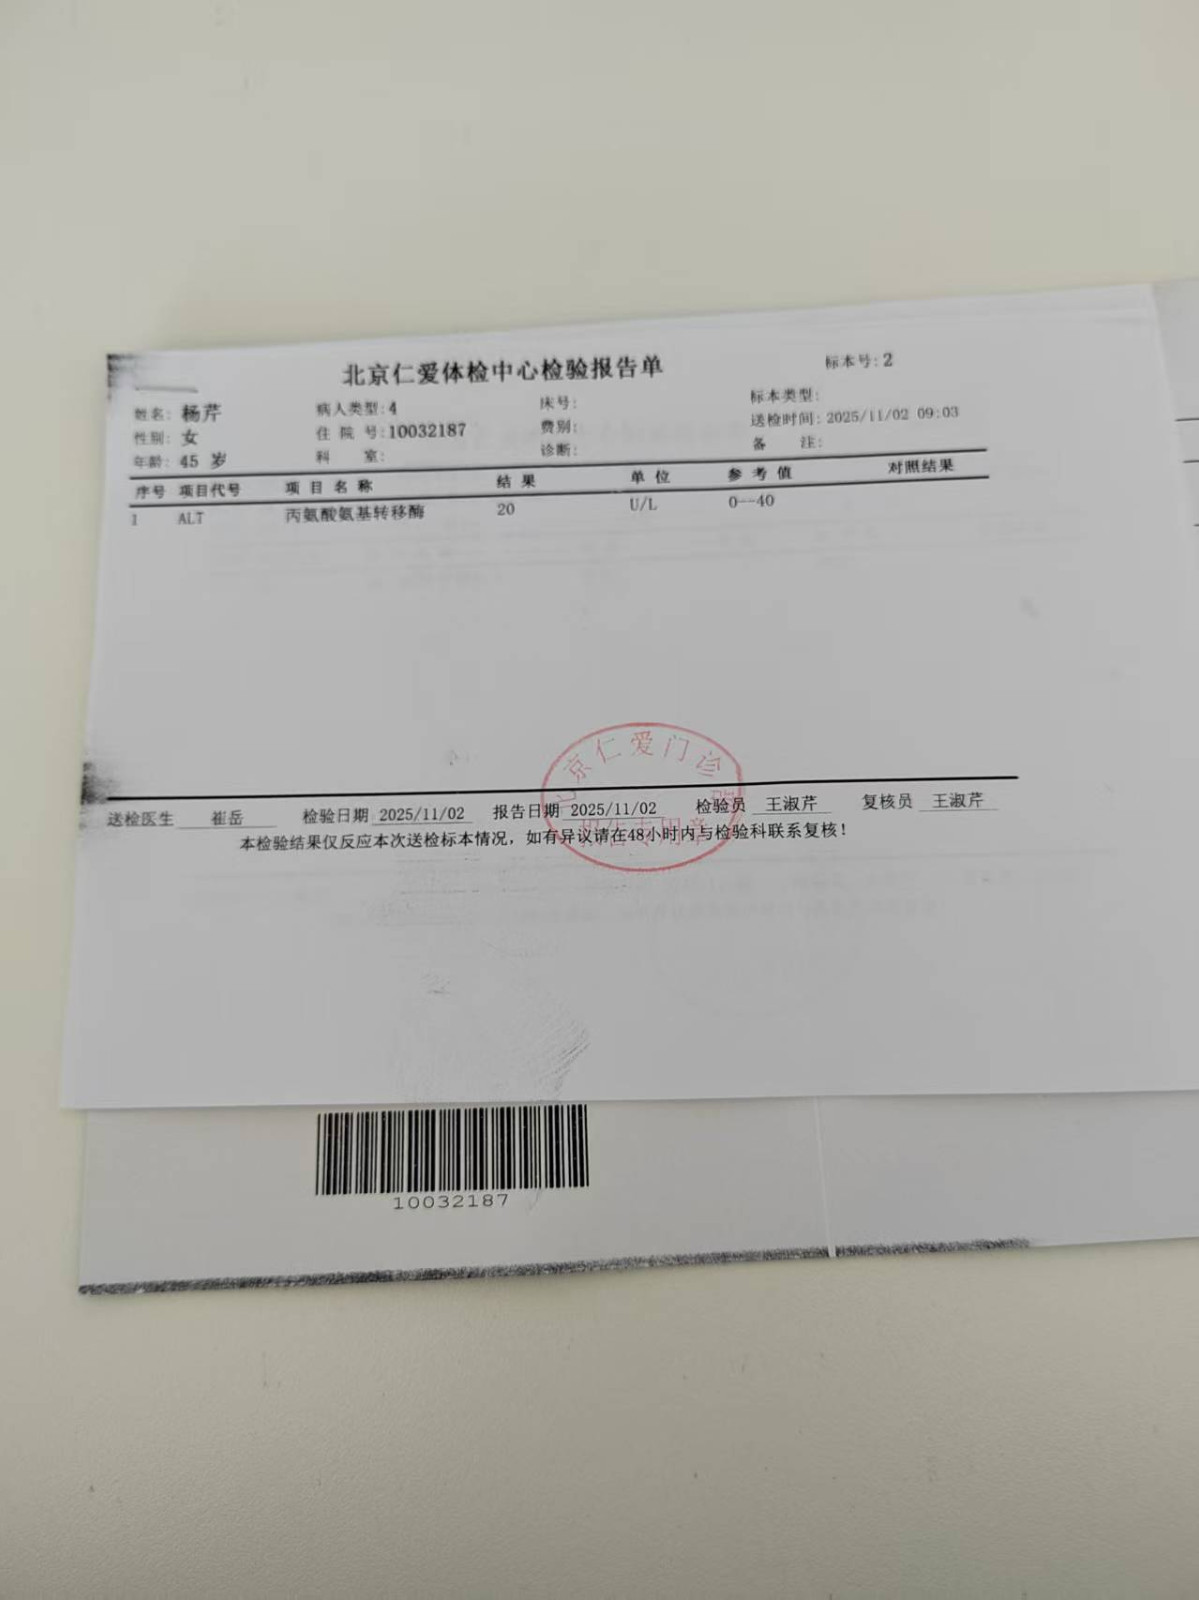 北京仁爱体检中心检验报告单 标本号:2
姓名: 杨芹 病人类型:4 床号: 标本类型:
性别: 女 住院号:10032187 费别: 送检时间: 2025/11/02 09:03
年龄: 45 岁 科室: 诊断: 备注:
序号 项目代号 项目名称 结果 单位 参考值 对照结果
1 ALT 丙氨酸氨基转移酶 20 U/L 0--40
北京仁爱门诊
报告专用章
送检医生 崔岳 检验日期 2025/11/02 报告日期 2025/11/02 检验员 王淑芹 复核员 王淑芹
本检验结果仅反应本次送检标本情况，如有异议请在48小时内与检验科联系复核!
10032187